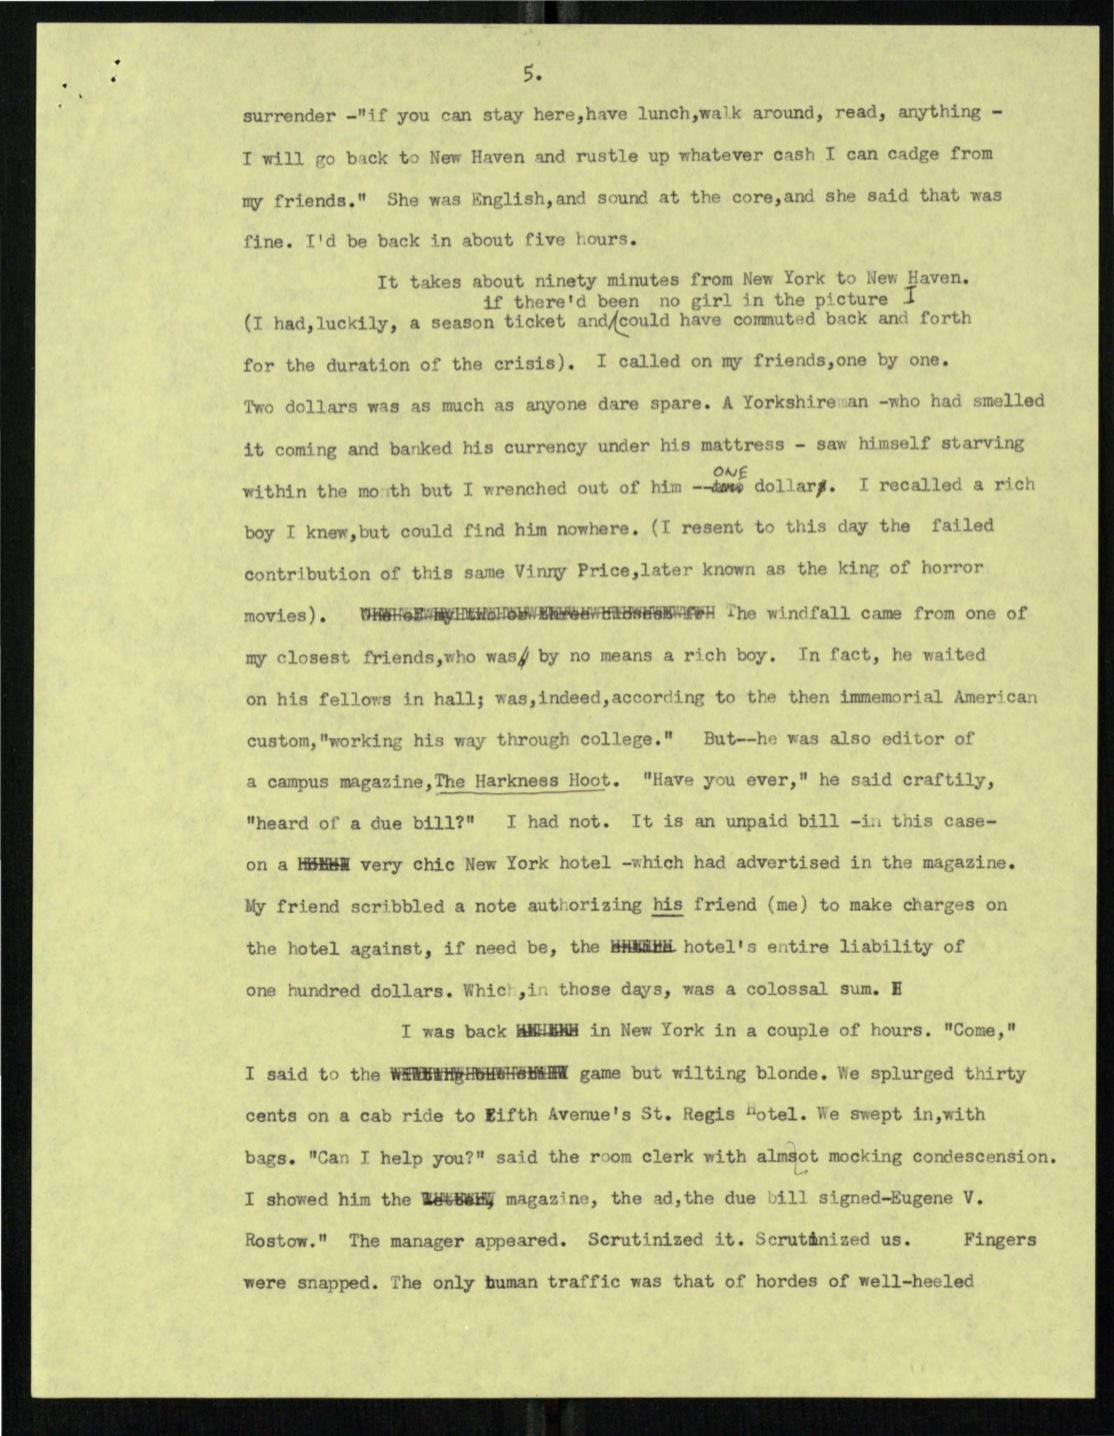 5.
surrender -"if you can stay here,have lunch,walk around, read, anything -
I will go back to New Haven and rustle up whatever cash I can cadge from
my friends." She was English,and sound at the core,and she said that was
fine. I'd be back in about five hours.
It takes about ninety minutes from New York to New Haven.
if there'd been no girl in the picture I
(I had,luckily, a season ticket and/(could have commuted back and forth
for the duration of the crisis). I called on my friends,one by one.
Two dollars was as much as anyone dare spare. A Yorkshireman -who had smelled
it coming and banked his currency under his mattress - saw himself starving
ONE
within the month but I wrenched out of him -- dollar. I recalled a rich
boy I knew,but could find him nowhere. (I resent to this day the failed
contribution of this same Vinny Price,later known as the king of horror
movies). The windfall came from one of
my closest friends,who was by no means a rich boy. In fact, he waited
on his fellows in hall; was,indeed,according to the then immemorial American
custom,"working his way through college." But--he was also editor of
a campus magazine,The Harkness Hoot. "Have you ever," he said craftily,
"heard of a due bill?" I had not. It is an unpaid bill -in this case-
on a very chic New York hotel -which had advertised in the magazine.
My friend scribbled a note authorizing his friend (me) to make charges on
the hotel against, if need be, the hotel's entire liability of
one hundred dollars. Which,in those days, was a colossal sum. H
I was back in New York in a couple of hours. "Come,"
I said to the game but wilting blonde. We splurged thirty
cents on a cab ride to Fifth Avenue's St. Regis Hotel. We swept in,with
bags. "Can I help you?" said the room clerk with almsot mocking condescension.
I showed him the magazine, the ad,the due bill signed-Eugene V.
Rostow." The manager appeared. Scrutinized it. Scrutinized us. Fingers
were snapped. The only human traffic was that of hordes of well-heeled